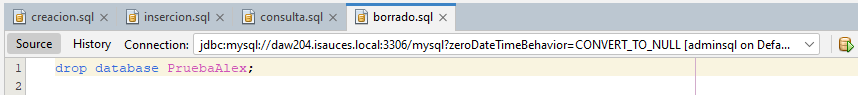 creacion.sql insercion.sql consulta.sql borrado.sql
Source History Connection: jdbc:mysql://daw204.isauces.local:3306/mysql?zeroDateTimeBehavior=CONVERT_TO_NULL [adminsql on Defa...
1 drop database PruebaAlex;
2